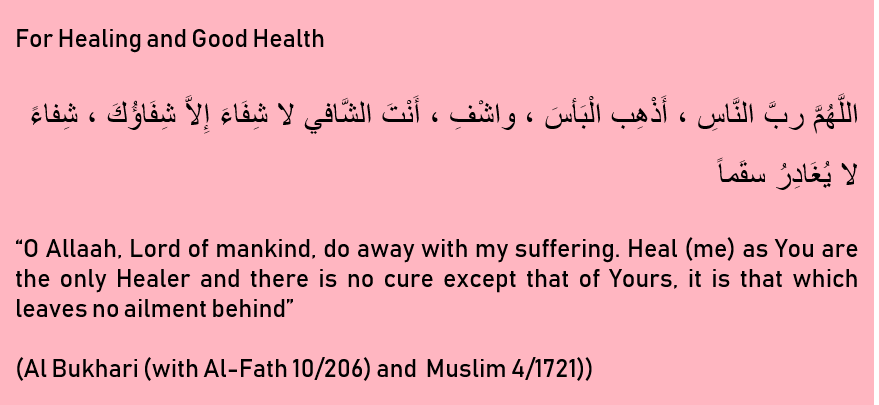 For Healing and Good Health
اللَّهُمَّ ربَّ النَّاسِ ، أَذْهِب الْبَأسَ ، واشْفِ ، أَنْتَ الشَّافي لا شِفَاءَ إِلاَّ شِفَاؤُكَ ، شِفاءً
لا يُغَادِرُ سقَماً
“O Allaah, Lord of mankind, do away with my suffering. Heal (me) as You are
the only Healer and there is no cure except that of Yours, it is that which
leaves no ailment behind”
(Al Bukhari (with Al-Fath 10/206) and Muslim 4/1721))